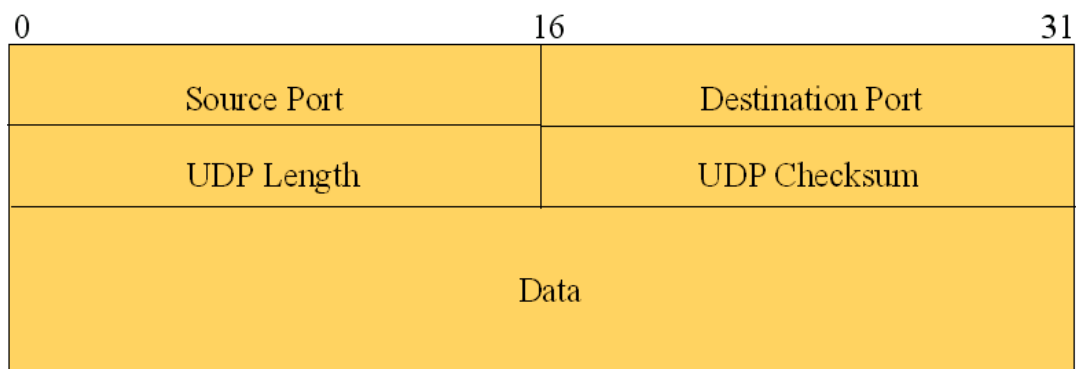 0 16 31
Source Port Destination Port
UDP Length UDP Checksum
Data